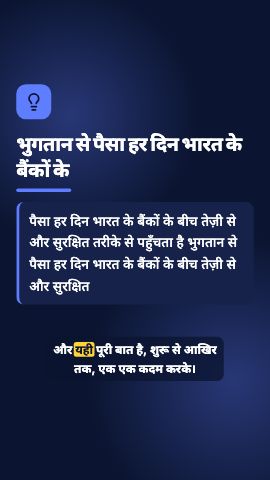 भुगतान से पैसा हर दिन भारत के
बैंकों के
पैसा हर दिन भारत के बैंकों के बीच तेज़ी से
और सुरक्षित तरीके से पहुँचता है भुगतान से
पैसा हर दिन भारत के बैंकों के बीच तेज़ी से
और सुरक्षित
और यही पूरी बात है, शुरू से आखिर
तक, एक एक कदम करके।